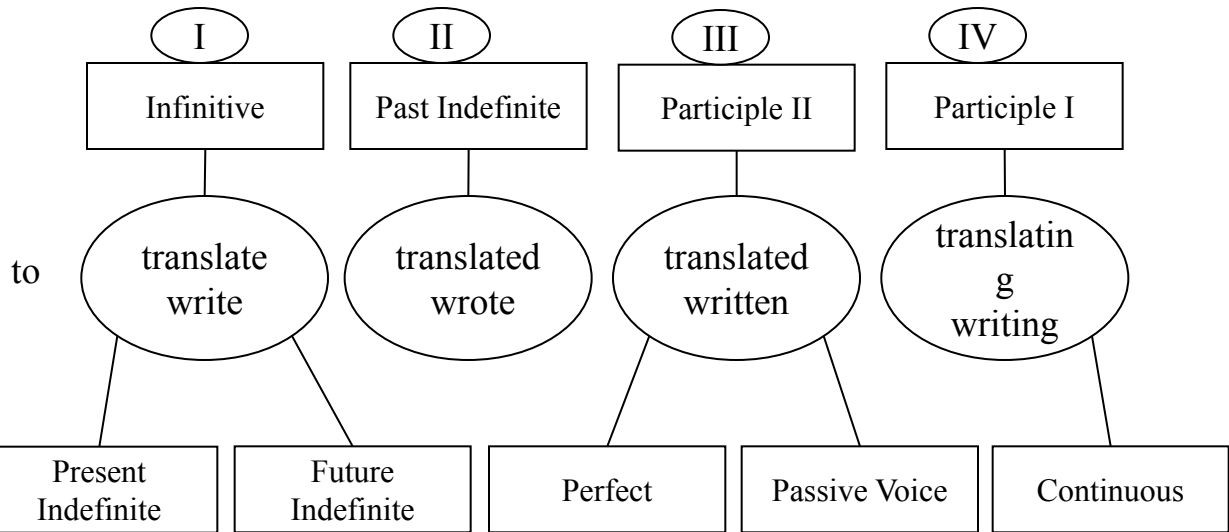 I
II
III
IV
Infinitive
Past Indefinite
Participle II
Participle I
to
translate
write
translated
wrote
translated
written
translatin
g
writing
Present
Indefinite
Future
Indefinite
Perfect
Passive Voice
Continuous